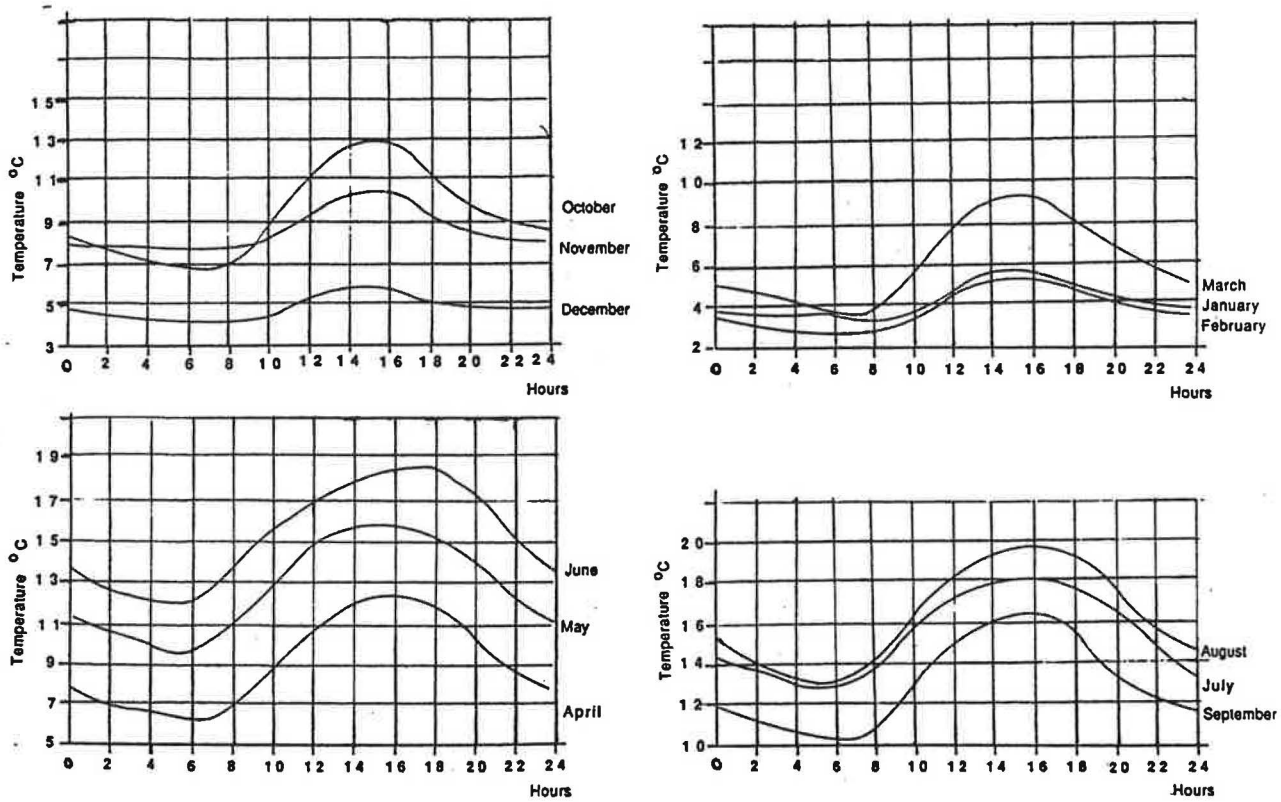 Temperature °C
15
13
11
9
7
5
3
0 2 4 6 8 10 12 14 16 18 20 22 24
Hours
October
November
December
Temperature °C
12
10
8
6
4
2
0 2 4 6 8 10 12 14 16 18 20 22 24
Hours
March
January
February
Temperature °C
19
17
15
13
11
9
7
5
0 2 4 6 8 10 12 14 16 18 20 22 24
Hours
June
May
April
Temperature °C
20
18
16
14
12
10
0 2 4 6 8 10 12 14 16 18 20 22 24
Hours
August
July
September